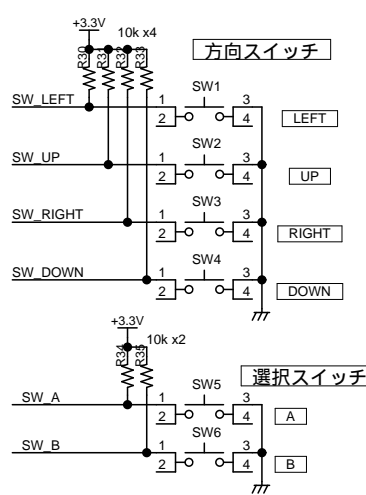 +3.3V
10k x4
R30 R31 R32 R33
方向スイッチ
SW1
SW_LEFT 1 3
2 4
LEFT
SW2
SW_UP 1 3
2 4
UP
SW3
SW_RIGHT 1 3
2 4
RIGHT
SW4
SW_DOWN 1 3
2 4
DOWN
+3.3V
10k x2
R34 R35
選択スイッチ
SW5
SW_A 1 3
2 4
A
SW6
SW_B 1 3
2 4
B